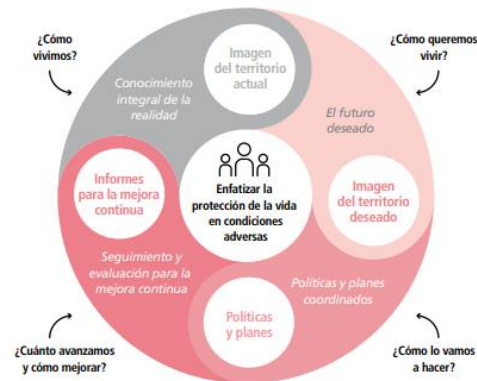 ¿Cómo
vivimos?
Imagen
del territorio
actual
¿Cómo queremos
vivir?
Conocimiento
integral de la
realidad
El futuro
deseado
Informes
para la mejora
continua
Enfatizar la
protección de la vida
en condiciones
adversas
Imagen
del territorio
deseado
Seguimiento y
evaluación para la
mejora continua
Políticas y planes
coordinados
Políticas
y planes
¿Cuánto avanzamos
y cómo mejorar?
¿Cómo lo vamos
a hacer?